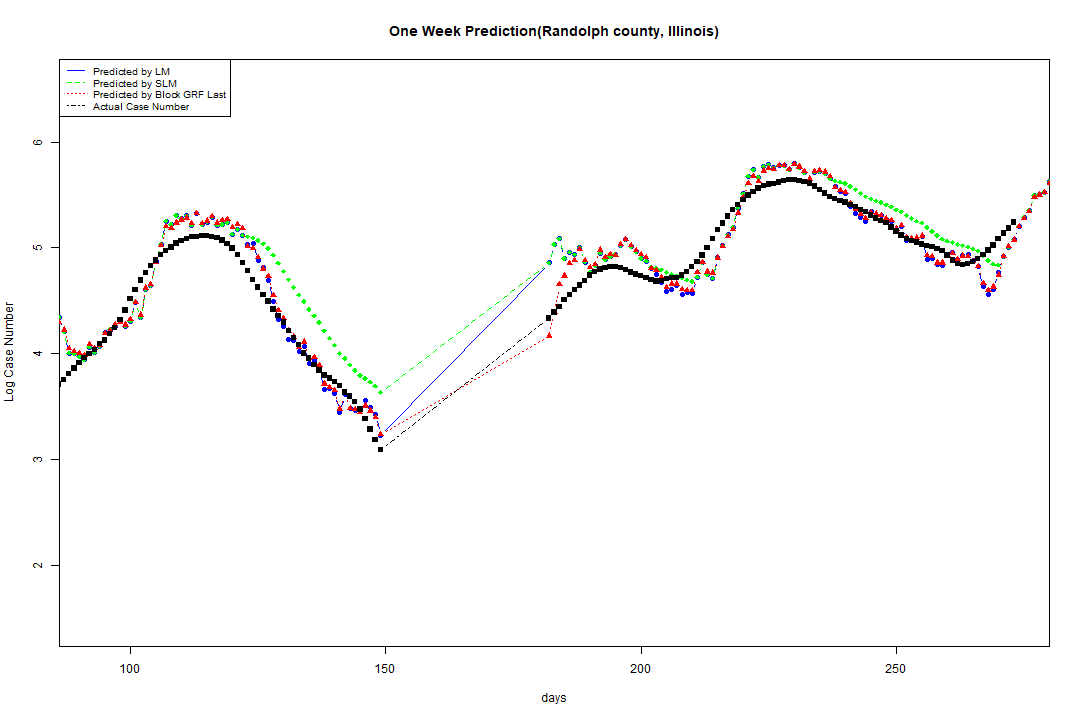 One Week Prediction(Randolph county, Illinois)
Predicted by LM
Predicted by SLM
Predicted by Block GRF Last
Actual Case Number
Log Case Number
6
5
4
3
2
100 150 200 250
days